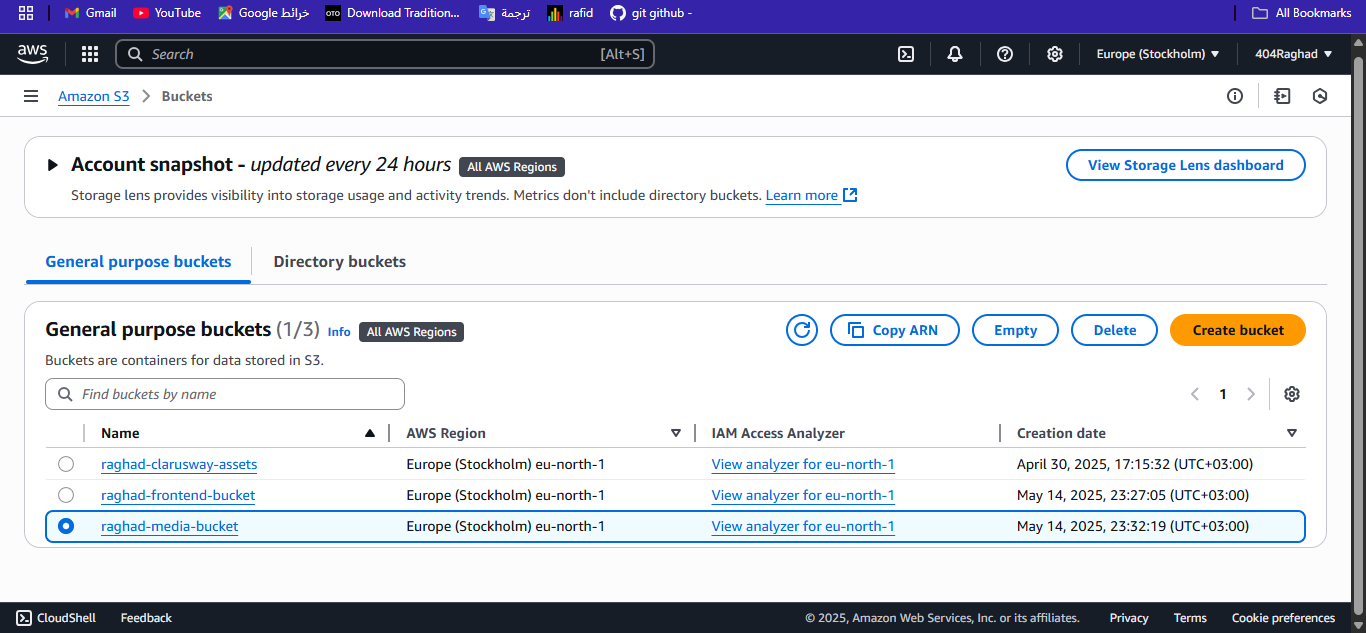 Gmail YouTube خرائط Google OTO Download Tradition... ترجمة rafid git github -
All Bookmarks
aws Search [Alt+S] Europe (Stockholm) 404Raghad
Amazon S3 Buckets
Account snapshot - updated every 24 hours All AWS Regions View Storage Lens dashboard
Storage lens provides visibility into storage usage and activity trends. Metrics don't include directory buckets. Learn more
General purpose buckets Directory buckets
General purpose buckets (1/3) Info All AWS Regions Copy ARN Empty Delete Create bucket
Buckets are containers for data stored in S3.
Find buckets by name 1
Name AWS Region IAM Access Analyzer Creation date
raghad-clarusway-assets Europe (Stockholm) eu-north-1 View analyzer for eu-north-1 April 30, 2025, 17:15:32 (UTC+03:00)
raghad-frontend-bucket Europe (Stockholm) eu-north-1 View analyzer for eu-north-1 May 14, 2025, 23:27:05 (UTC+03:00)
raghad-media-bucket Europe (Stockholm) eu-north-1 View analyzer for eu-north-1 May 14, 2025, 23:32:19 (UTC+03:00)
CloudShell Feedback © 2025, Amazon Web Services, Inc. or its affiliates. Privacy Terms Cookie preferences